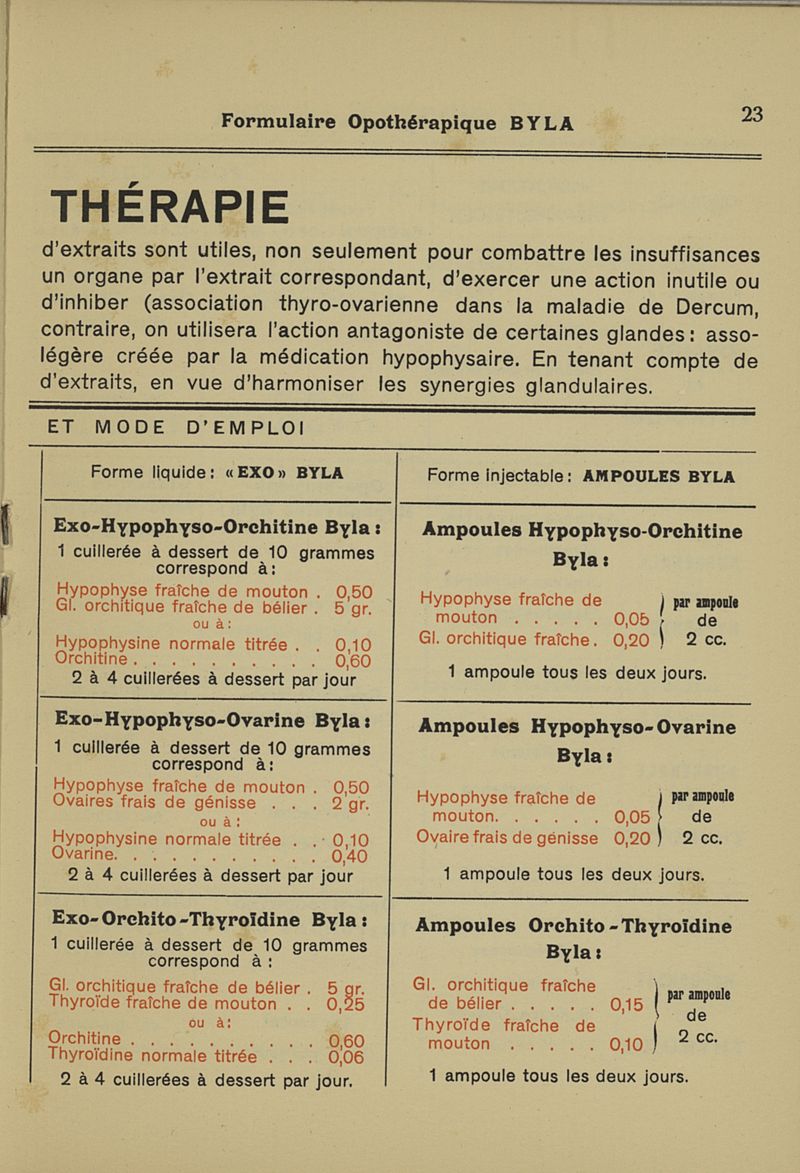 Formulaire Opothérapique BYLA
23
THÉRAPIE
d'extraits sont utiles, non seulement pour combattre les insuffisances
un organe par l'extrait correspondant, d'exercer une action inutile ou
d'inhiber (association thyro-ovarienne dans la maladie de Dercum,
contraire, on utilisera l'action antagoniste de certaines glandes: asso-
légère créée par la médication hypophysaire. En tenant compte de
d'extraits, en vue d'harmoniser les synergies glandulaires.
ET MODE D'EMPLOI
Forme liquide: «EXO» BYLA
Exo-Hypophyso-Orchitine Byla:
1 cuillerée à dessert de 10 grammes
correspond à:
Hypophyse fraîche de mouton . 0,50
Gl. orchitique fraîche de bélier . 5 gr.
ou à:
Hypophysine normale titrée . . 0,10
Orchitine . . . . . . . . . . 0,60
2 à 4 cuillerées à dessert par jour
Exo-Hypophyso-Ovarine Byla:
1 cuillerée à dessert de 10 grammes
correspond à:
Hypophyse fraîche de mouton . 0,50
Ovaires frais de génisse . . . 2 gr.
ou à:
Hypophysine normale titrée . . 0,10
Ovarine. . . . . . . . . . . 0,40
2 à 4 cuillerées à dessert par jour
Exo-Orchito-Thyroïdine Byla:
1 cuillerée à dessert de 10 grammes
correspond à :
Gl. orchitique fraîche de bélier . 5 gr.
Thyroïde fraîche de mouton . . 0,25
ou à:
Orchitine . . . . . . . . . . 0,60
Thyroïdine normale titrée . . . 0,06
2 à 4 cuillerées à dessert par jour.
Forme injectable: AMPOULES BYLA
Ampoules Hypophyso-Orchitine
Byla:
Hypophyse fraîche de
mouton . . . . . 0,05
Gl. orchitique fraîche. 0,20
par ampoule
de
2 cc.
1 ampoule tous les deux jours.
Ampoules Hypophyso-Ovarine
Byla:
Hypophyse fraîche de
mouton. . . . . . 0,05
Ovaire frais de génisse 0,20
par ampoule
de
2 cc.
1 ampoule tous les deux jours.
Ampoules Orchito-Thyroïdine
Byla:
Gl. orchitique fraîche
de bélier . . . . . 0,15
Thyroïde fraîche de
mouton . . . . . 0,10
par ampoule
de
2 cc.
1 ampoule tous les deux jours.